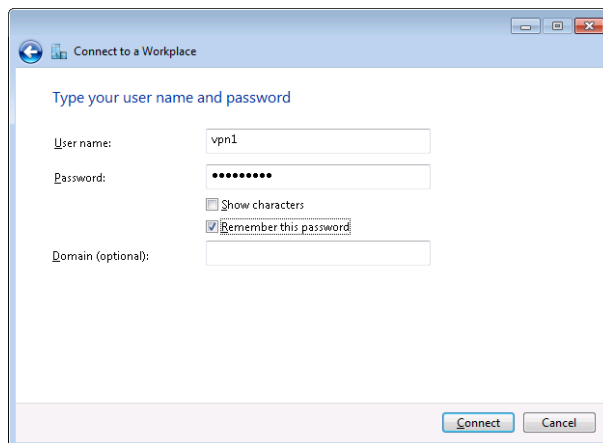 Connect to a Workplace
Type your user name and password
User name: vpn1
Password: •••••••••
Show characters
Remember this password
Domain (optional):
Connect Cancel